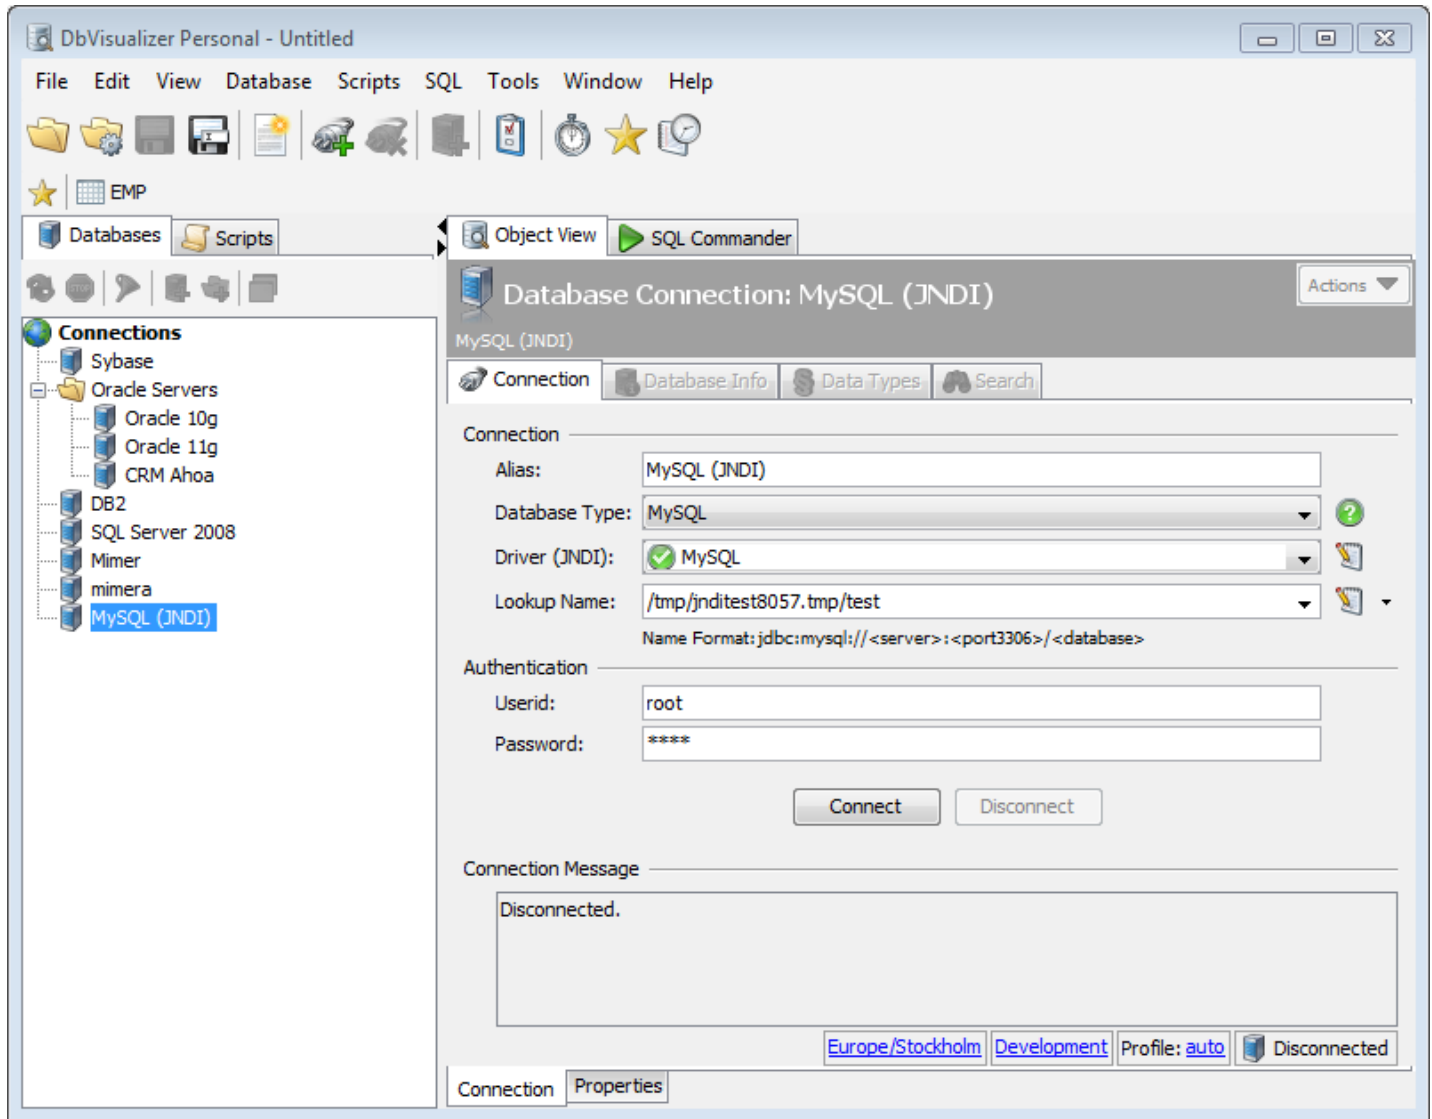 DbVisualizer Personal - Untitled
File Edit View Database Scripts SQL Tools Window Help
EMP
Databases Scripts
Connections
Sybase
Oracle Servers
Oracle 10g
Oracle 11g
CRM Ahoa
DB2
SQL Server 2008
Mimer
mimera
MySQL (JNDI)
Object View SQL Commander
Database Connection: MySQL (JNDI)
Actions
MySQL (JNDI)
Connection Database Info Data Types Search
Connection
Alias: MySQL (JNDI)
Database Type: MySQL
Driver (JNDI): MySQL
Lookup Name: /tmp/jnditest8057.tmp/test
Name Format: jdbc:mysql://<server>:<port3306>/<database>
Authentication
Userid: root
Password: ****
Connect Disconnect
Connection Message
Disconnected.
Europe/Stockholm Development Profile: auto Disconnected
Connection Properties